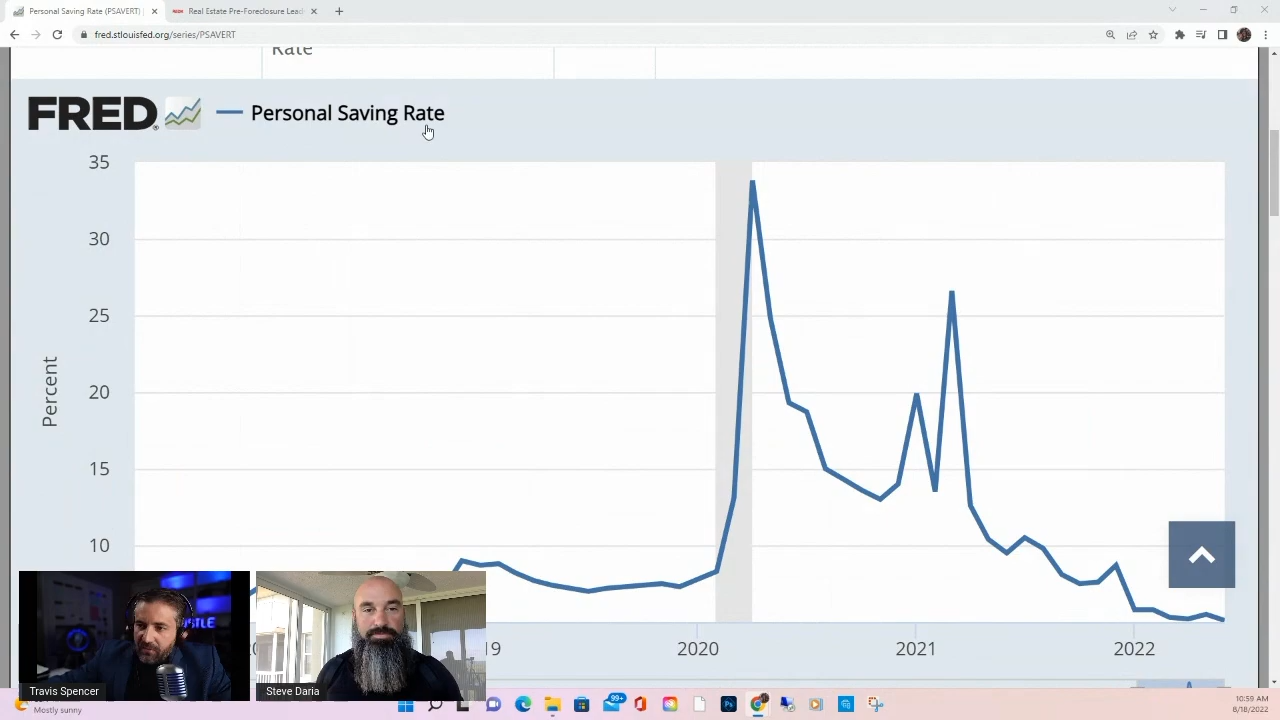 Personal Saving Rate (PSAVERT) |
Real Estate Pre-Foreclosure Lead
fred.stlouisfed.org/series/PSAVERT
Rate
FRED
Personal Saving Rate
35
30
25
20
15
10
Percent
19
2020
2021
2022
Travis Spencer
Steve Daria
Mostly sunny
99+
10:59 AM
8/18/2022